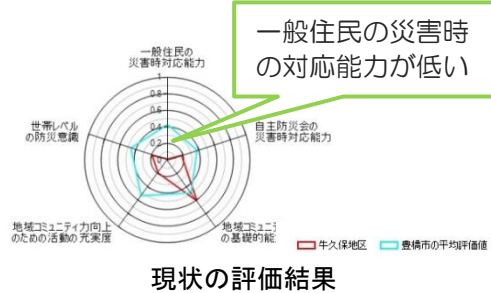 一般住民の災害時
の対応能力が低い
一般住民の
災害時対応能力
1
0.8
0.6
0.4
0.2
0
自主防災会の
災害時対応能力
世帯レベル
の防災意識
地域コミュニティ力向上
のための活動の充実度
地域コミュニ
の基礎的能
牛久保地区
豊橋市の平均評価値
現状の評価結果